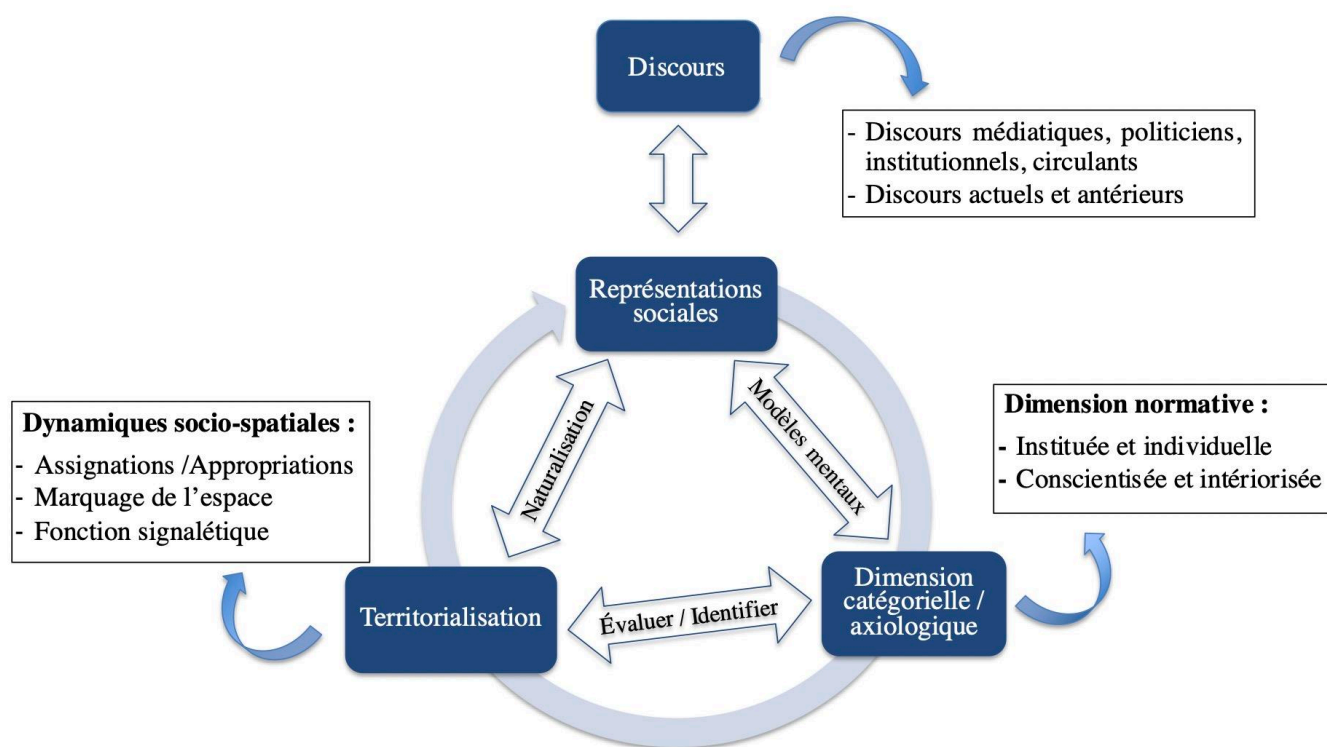 Discours
- Discours médiatiques, politiciens,
institutionnels, circulants
- Discours actuels et antérieurs
Représentations
sociales
Naturalisation
Modèles mentaux
Dynamiques socio-spatiales :
- Assignations /Appropriations
- Marquage de l’espace
- Fonction signalétique
Dimension normative :
- Instituée et individuelle
- Conscientisée et intériorisée
Territorialisation
Évaluer / Identifier
Dimension
catégorielle /
axiologique